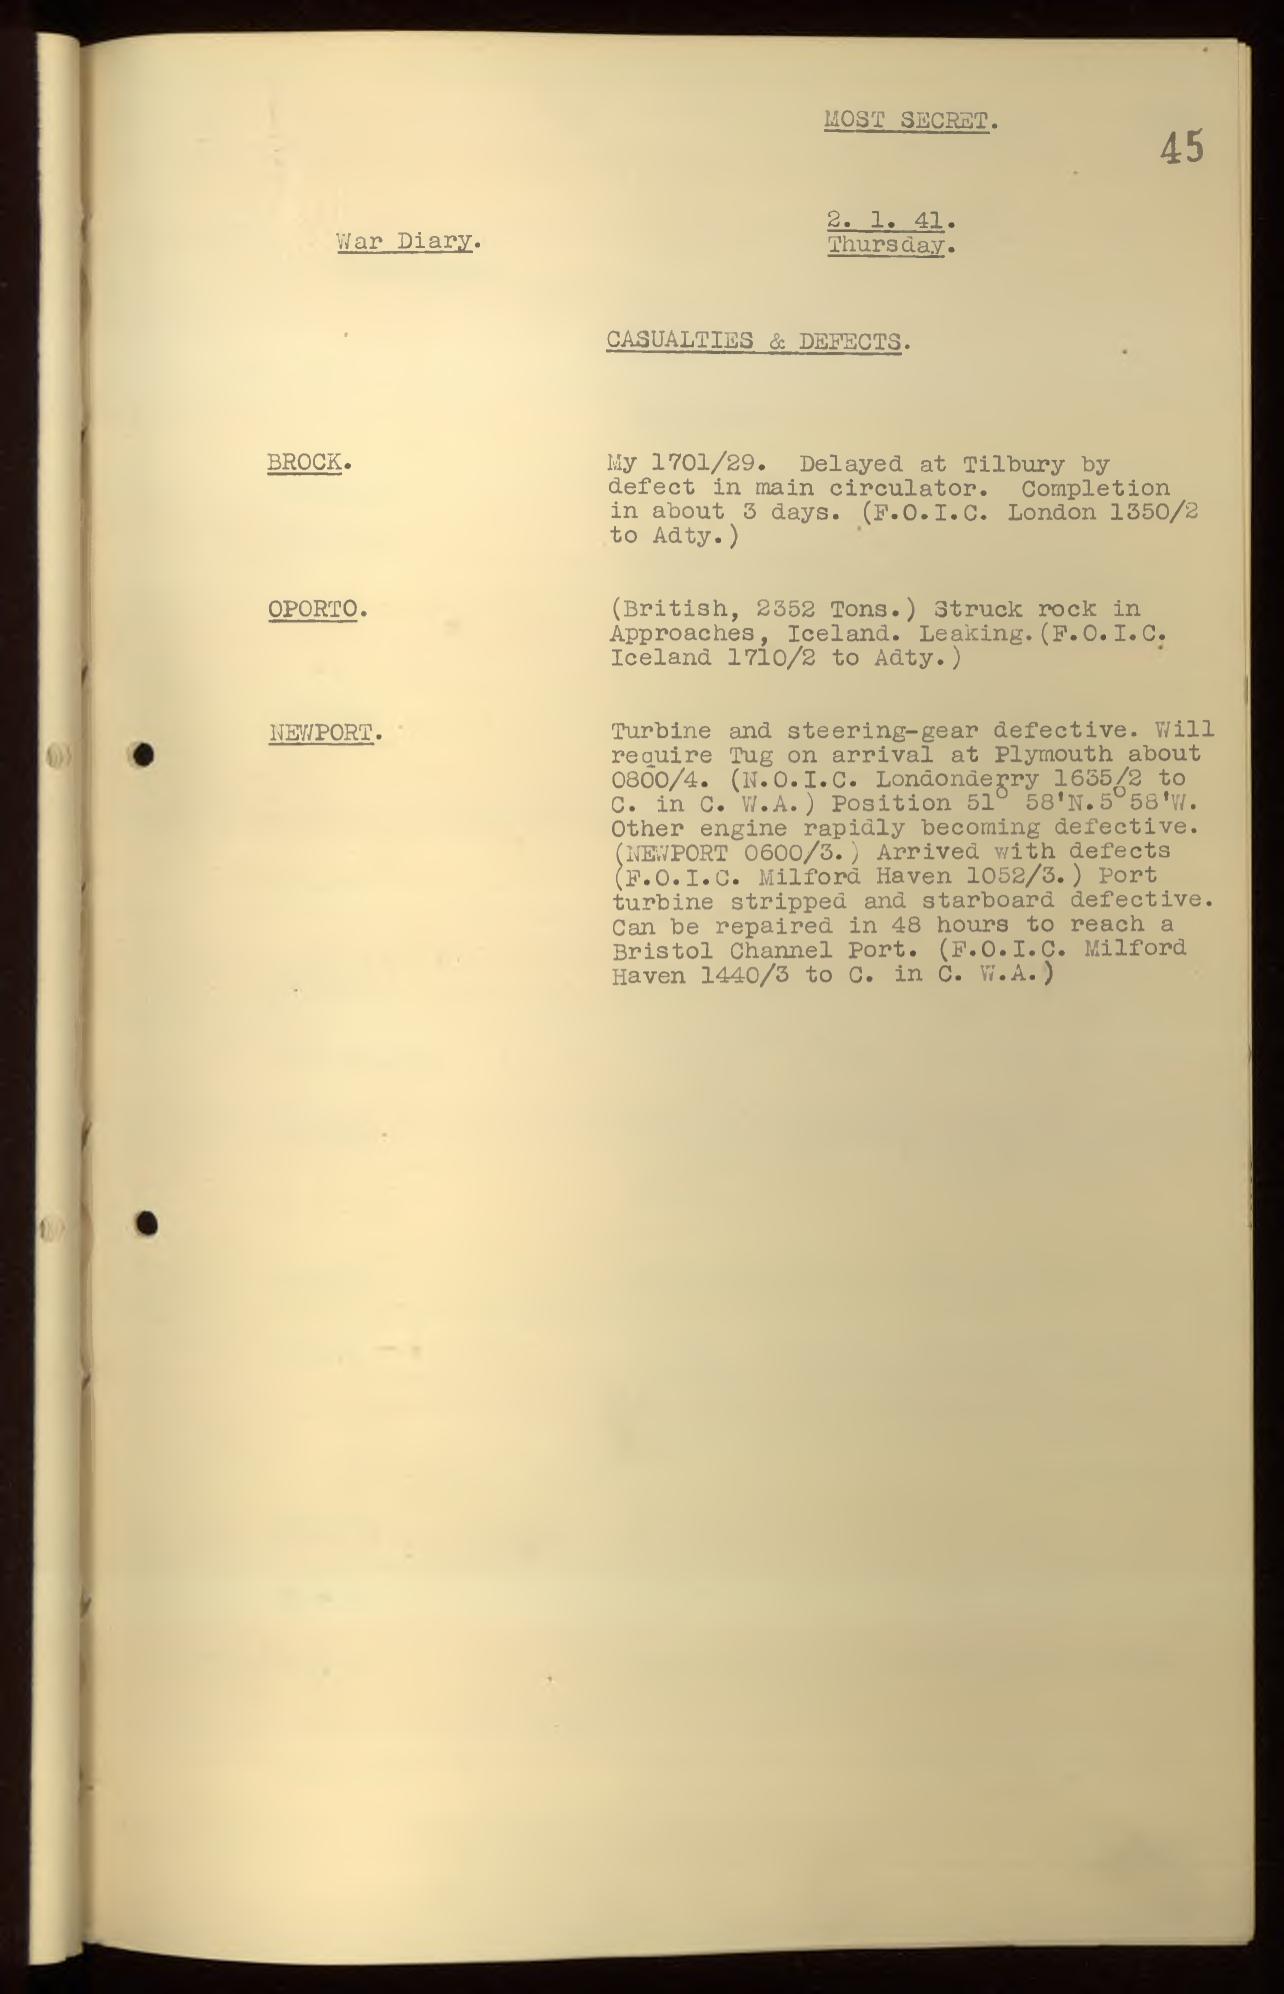 MOST SECRET.
45
War Diary.
2. 1. 41.
Thursday.
CASUALTIES & DEFECTS.
BROCK.
My 1701/29. Delayed at Tilbury by
defect in main circulator. Completion
in about 3 days. (F.O.I.C. London 1350/2
to Adty.)
OPORTO.
(British, 2352 Tons.) Struck rock in
Approaches, Iceland. Leaking. (F.O.I.C.
Iceland 1710/2 to Adty.)
NEWPORT.
Turbine and steering-gear defective. Will
require Tug on arrival at Plymouth about
0800/4. (N.O.I.C. Londonderry 1635/2 to
C. in C. W.A.) Position 51° 58'N.5°58'W.
Other engine rapidly becoming defective.
(NEWPORT 0600/3.) Arrived with defects
(F.O.I.C. Milford Haven 1052/3.) Port
turbine stripped and starboard defective.
Can be repaired in 48 hours to reach a
Bristol Channel Port. (F.O.I.C. Milford
Haven 1440/3 to C. in C. W.A.)